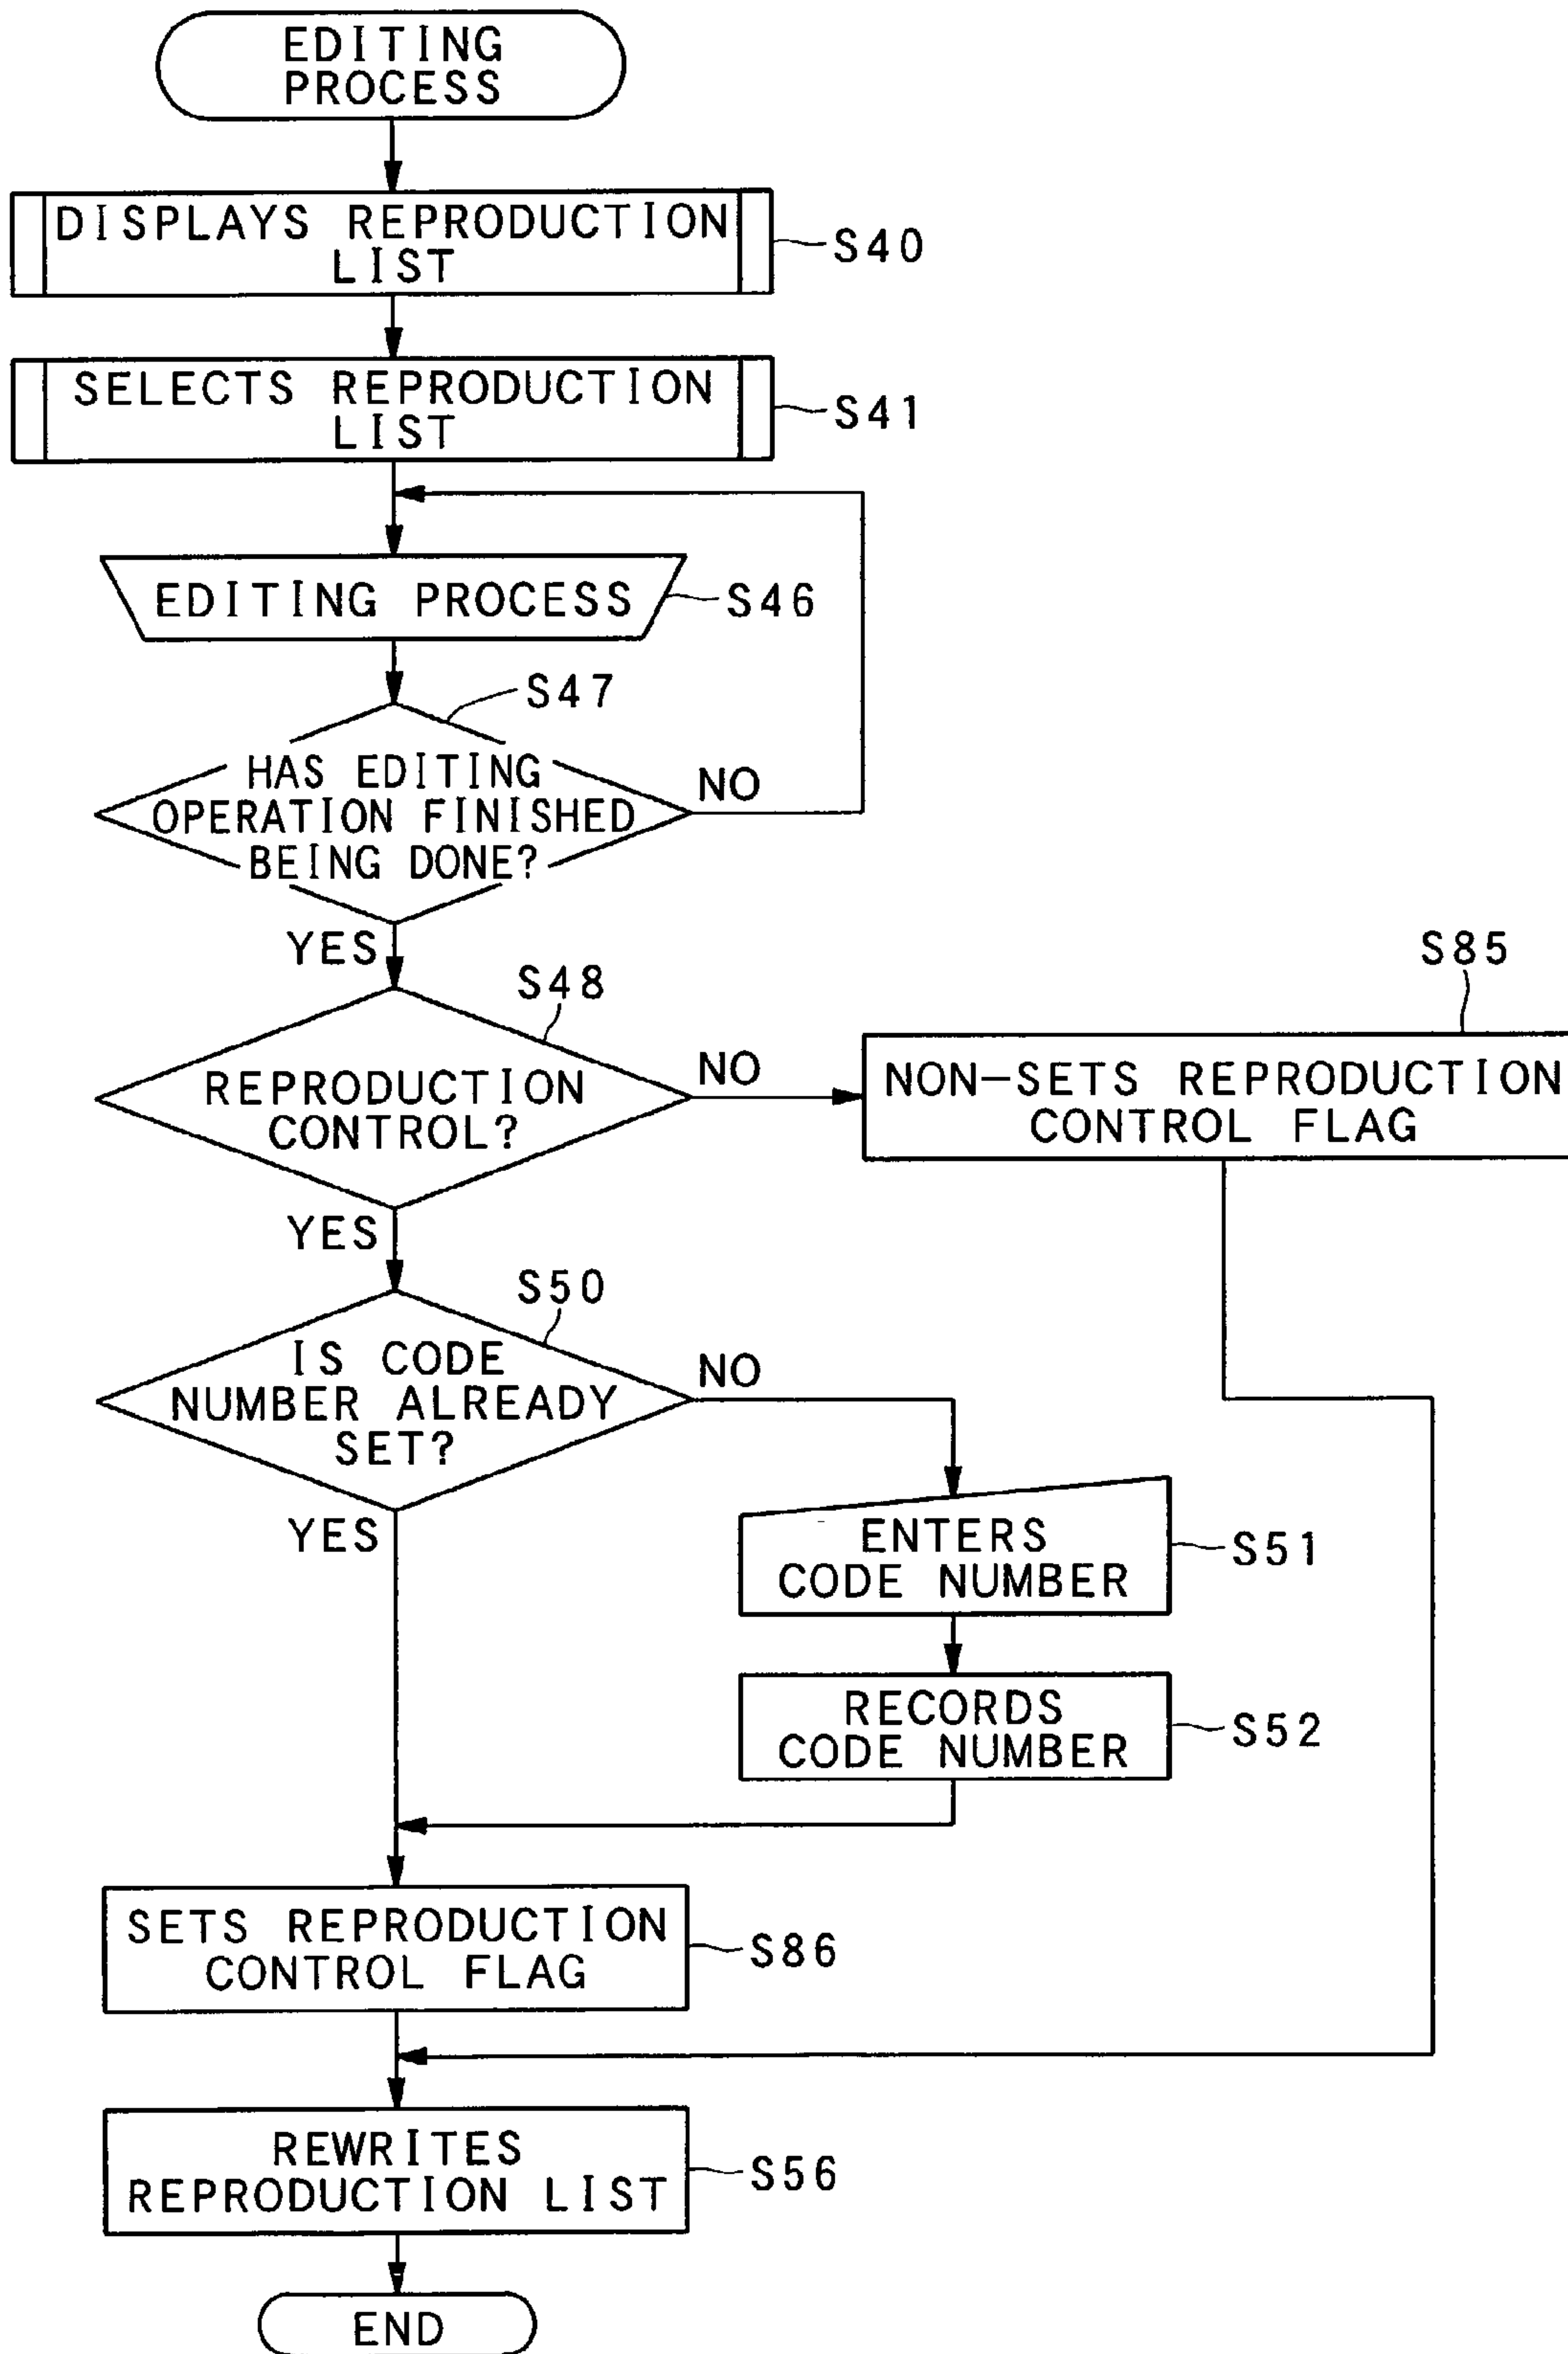 EDITING
PROCESS
DISPLAYS REPRODUCTION
LIST
S40
SELECTS REPRODUCTION
LIST
S41
EDITING PROCESS
S46
S47
HAS EDITING
OPERATION FINISHED
BEING DONE?
NO
YES
S48
REPRODUCTION
CONTROL?
NO
S85
NON-SETS REPRODUCTION
CONTROL FLAG
YES
S50
IS CODE
NUMBER ALREADY
SET?
NO
YES
ENTERS
CODE NUMBER
S51
RECORDS
CODE NUMBER
S52
SETS REPRODUCTION
CONTROL FLAG
S86
REWRITES
REPRODUCTION LIST
S56
END